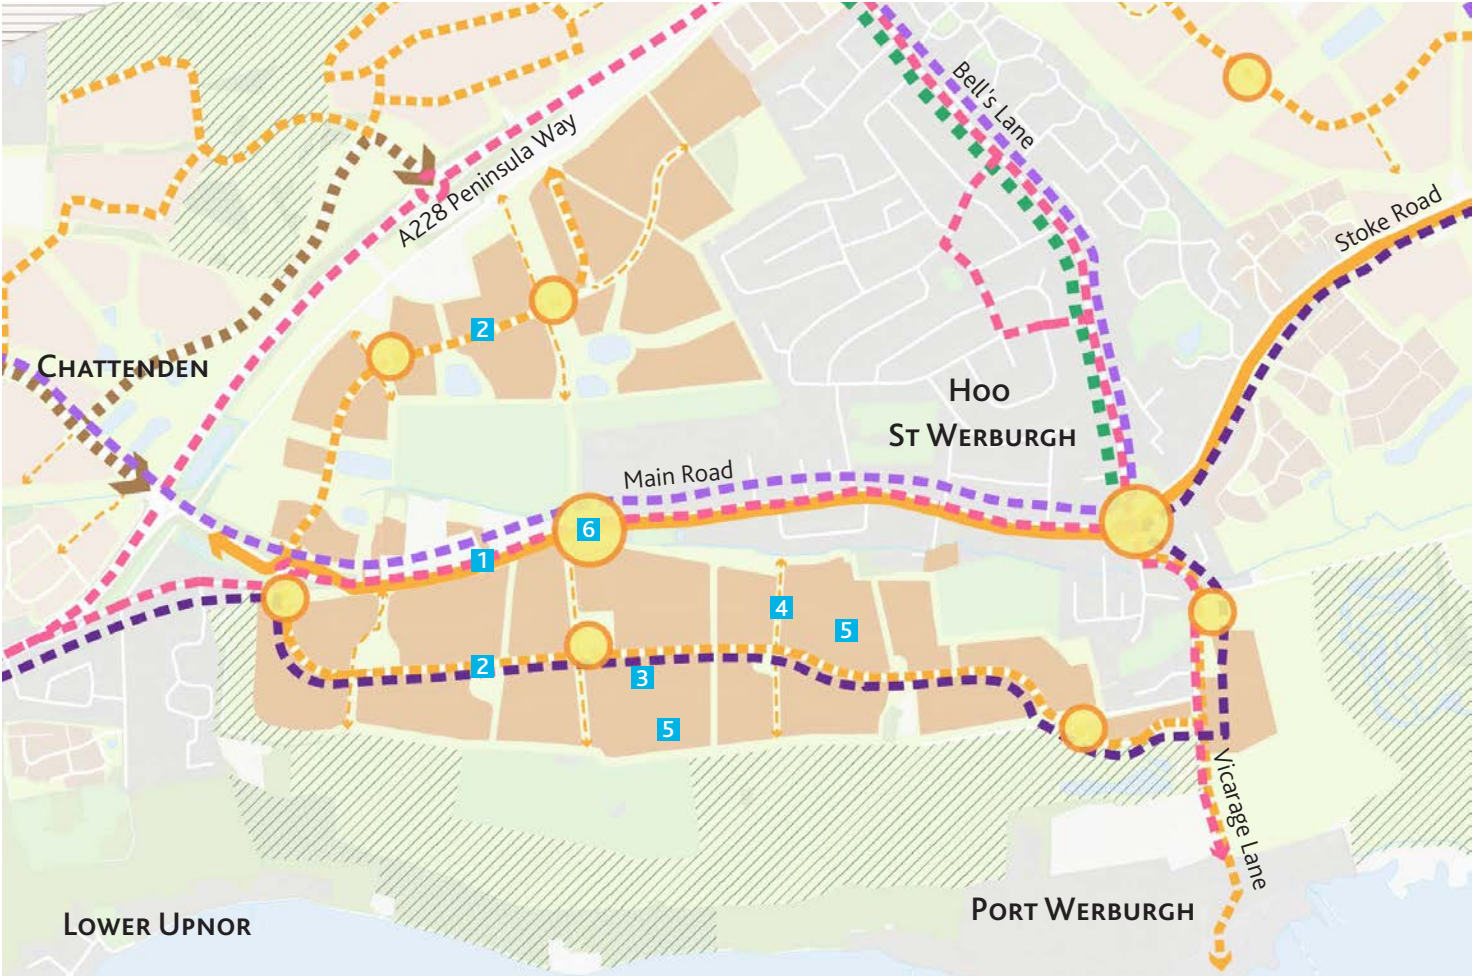 Bell's Lane
A228 Peninsula Way
Stoke Road
2
CHATTENDEN
HOO
ST WERBURGH
Main Road
6
1
4
5
2
3
5
Vicarage Lane
PORT WERBURGH
LOWER UPNOR